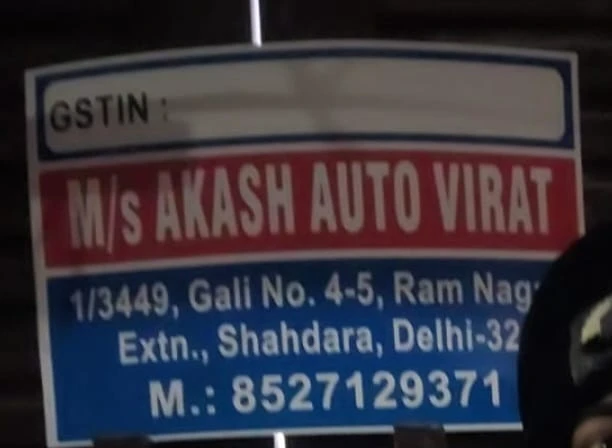 GSTIN :
M/s AKASH AUTO VIRAT
1/3449, Gali No. 4-5, Ram Nag
Extn., Shahdara, Delhi-32
M.: 8527129371